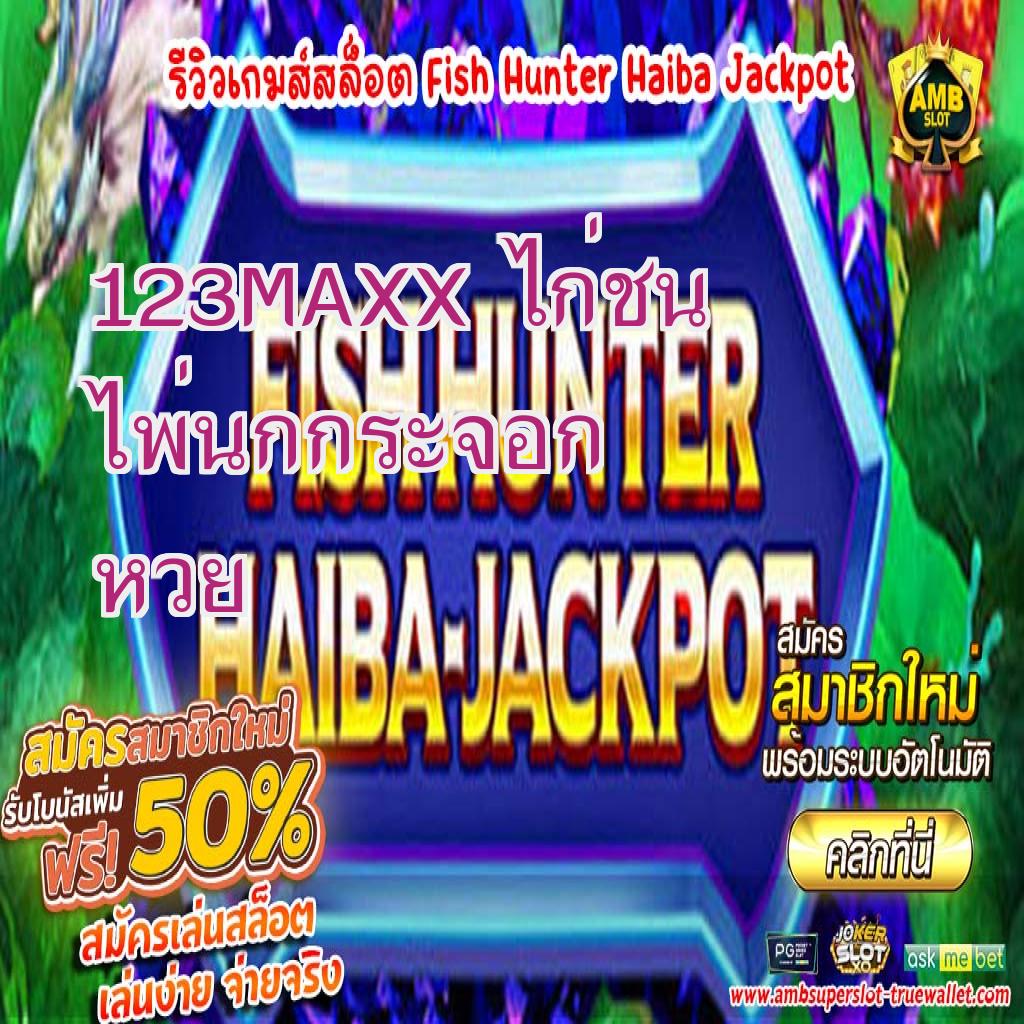 รีวิวเกมส์สล็อต Fish Hunter Haiba Jackpot
AMB
SLOT
123MAXX ไก่ชน
FISH HUNTER
ไพ่นกกระจอก
หวย
HAIBA-JACKPOT
สมัคร
สมาชิกใหม่
พร้อมระบบอัตโนมัติ
คลิกที่นี่
สมัครสมาชิกใหม่
รับโบนัสเพิ่ม
ฟรี! 50%
สมัครเล่นสล็อต
เล่นง่าย จ่ายจริง
PG
JOKER
SLOT
XO
ask me bet
www.ambsuperslot-truewallet.com